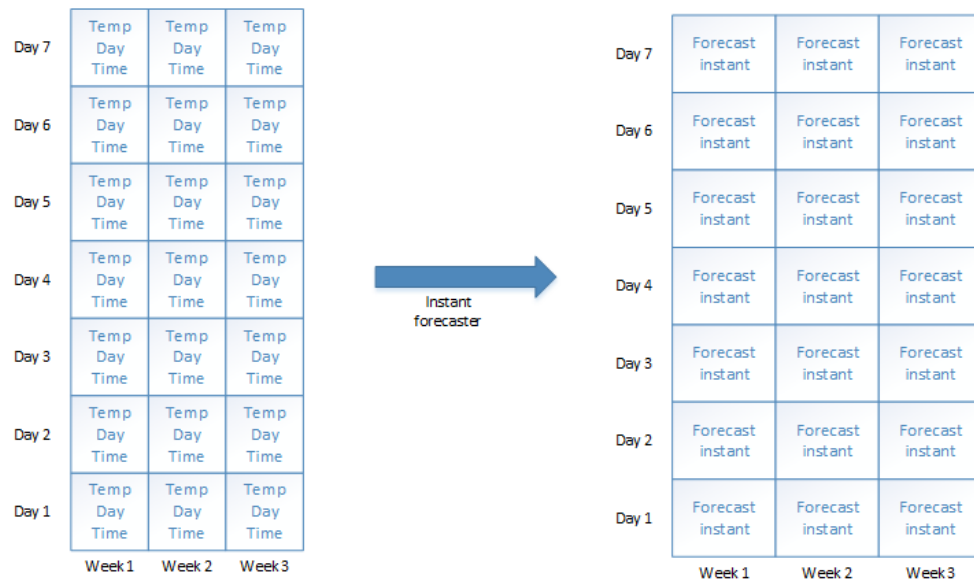 Day 7
Temp Temp Temp
Day Day Day
Time Time Time
Day 6
Temp Temp Temp
Day Day Day
Time Time Time
Day 5
Temp Temp Temp
Day Day Day
Time Time Time
Day 4
Temp Temp Temp
Day Day Day
Time Time Time
Day 3
Temp Temp Temp
Day Day Day
Time Time Time
Day 2
Temp Temp Temp
Day Day Day
Time Time Time
Day 1
Temp Temp Temp
Day Day Day
Time Time Time
Week 1 Week 2 Week 3
Instant
forecaster
Day 7
Forecast Forecast Forecast
instant instant instant
Day 6
Forecast Forecast Forecast
instant instant instant
Day 5
Forecast Forecast Forecast
instant instant instant
Day 4
Forecast Forecast Forecast
instant instant instant
Day 3
Forecast Forecast Forecast
instant instant instant
Day 2
Forecast Forecast Forecast
instant instant instant
Day 1
Forecast Forecast Forecast
instant instant instant
Week 1 Week 2 Week 3